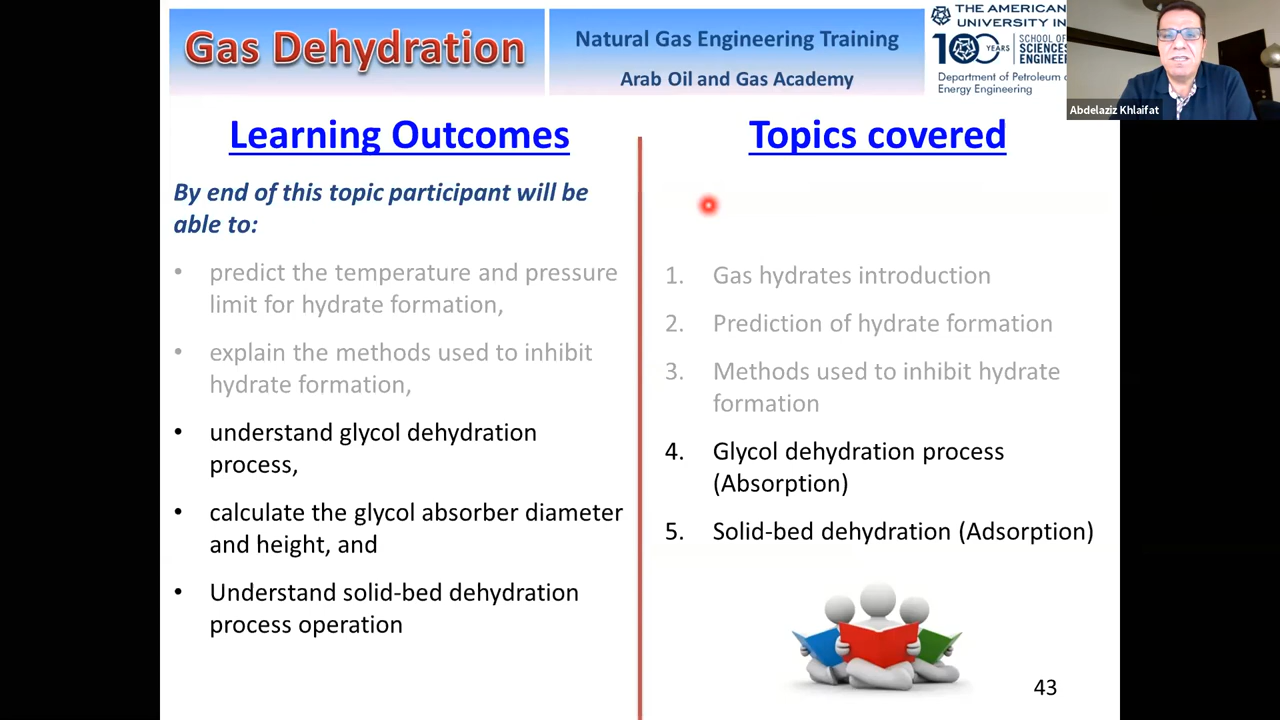 Gas Dehydration
Natural Gas Engineering Training
Arab Oil and Gas Academy
THE AMERICAN
UNIVERSITY IN
100 YEARS
SCHOOL OF
SCIENCES
ENGINEE
Department of Petroleum
Energy Engineering
Abdelaziz Khlaifat
Learning Outcomes
By end of this topic participant will be
able to:
• predict the temperature and pressure
limit for hydrate formation,
• explain the methods used to inhibit
hydrate formation,
• understand glycol dehydration
process,
• calculate the glycol absorber diameter
and height, and
• Understand solid-bed dehydration
process operation
Topics covered
1. Gas hydrates introduction
2. Prediction of hydrate formation
3. Methods used to inhibit hydrate
formation
4. Glycol dehydration process
(Absorption)
5. Solid-bed dehydration (Adsorption)
43